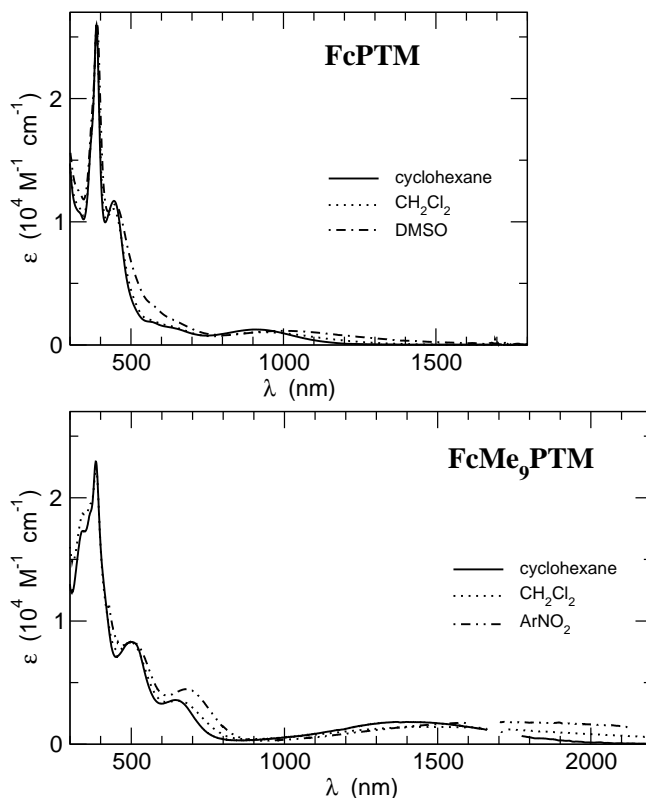 FcPTM
2
1
0
ε (10⁴ M⁻¹ cm⁻¹)
cyclohexane
CH₂Cl₂
DMSO
500
1000
1500
λ (nm)
FcMe₉PTM
2
1
0
ε (10⁴ M⁻¹ cm⁻¹)
cyclohexane
CH₂Cl₂
ArNO₂
500
1000
1500
2000
λ (nm)